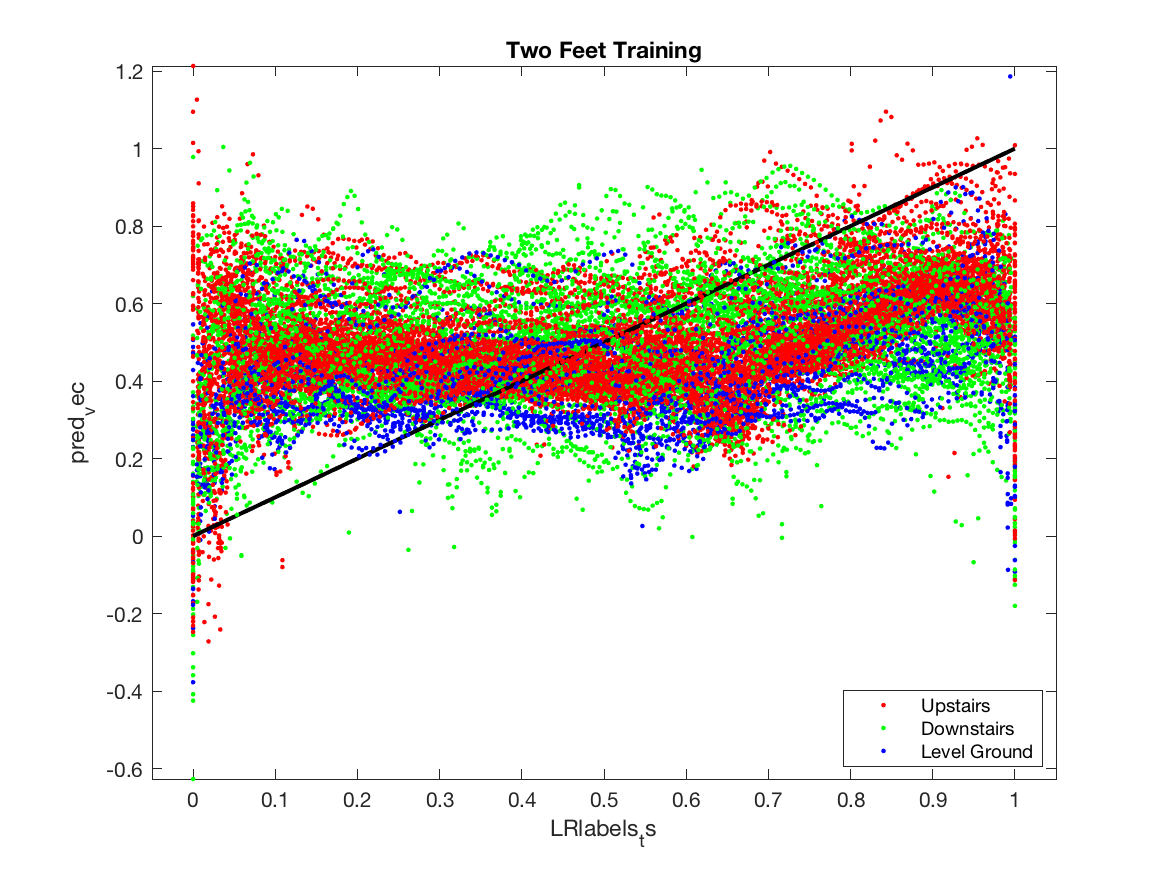 Two Feet Training
1.2
1
0.8
0.6
0.4
0.2
0
-0.2
-0.4
-0.6
pred_vec
0 0.1 0.2 0.3 0.4 0.5 0.6 0.7 0.8 0.9 1
LRlabels_ts
Upstairs
Downstairs
Level Ground